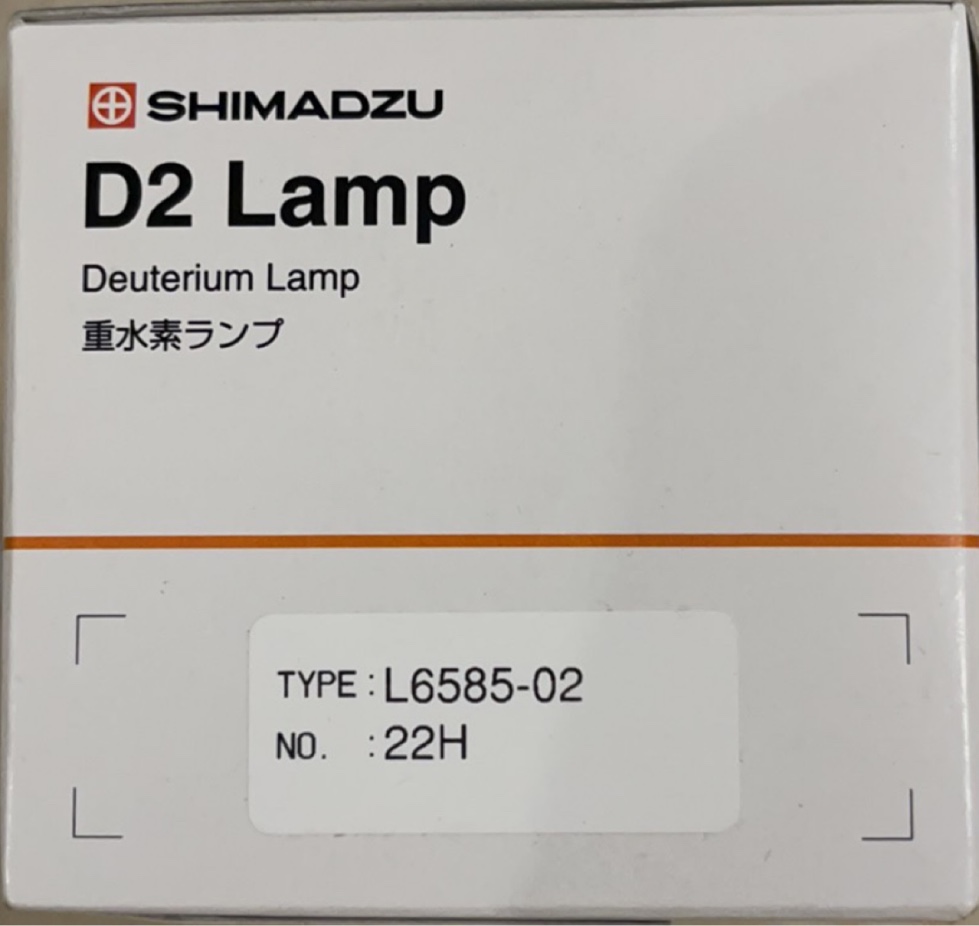 SHIMADZU
D2 Lamp
Deuterium Lamp
重水素ランプ
TYPE : L6585-02
NO. : 22H